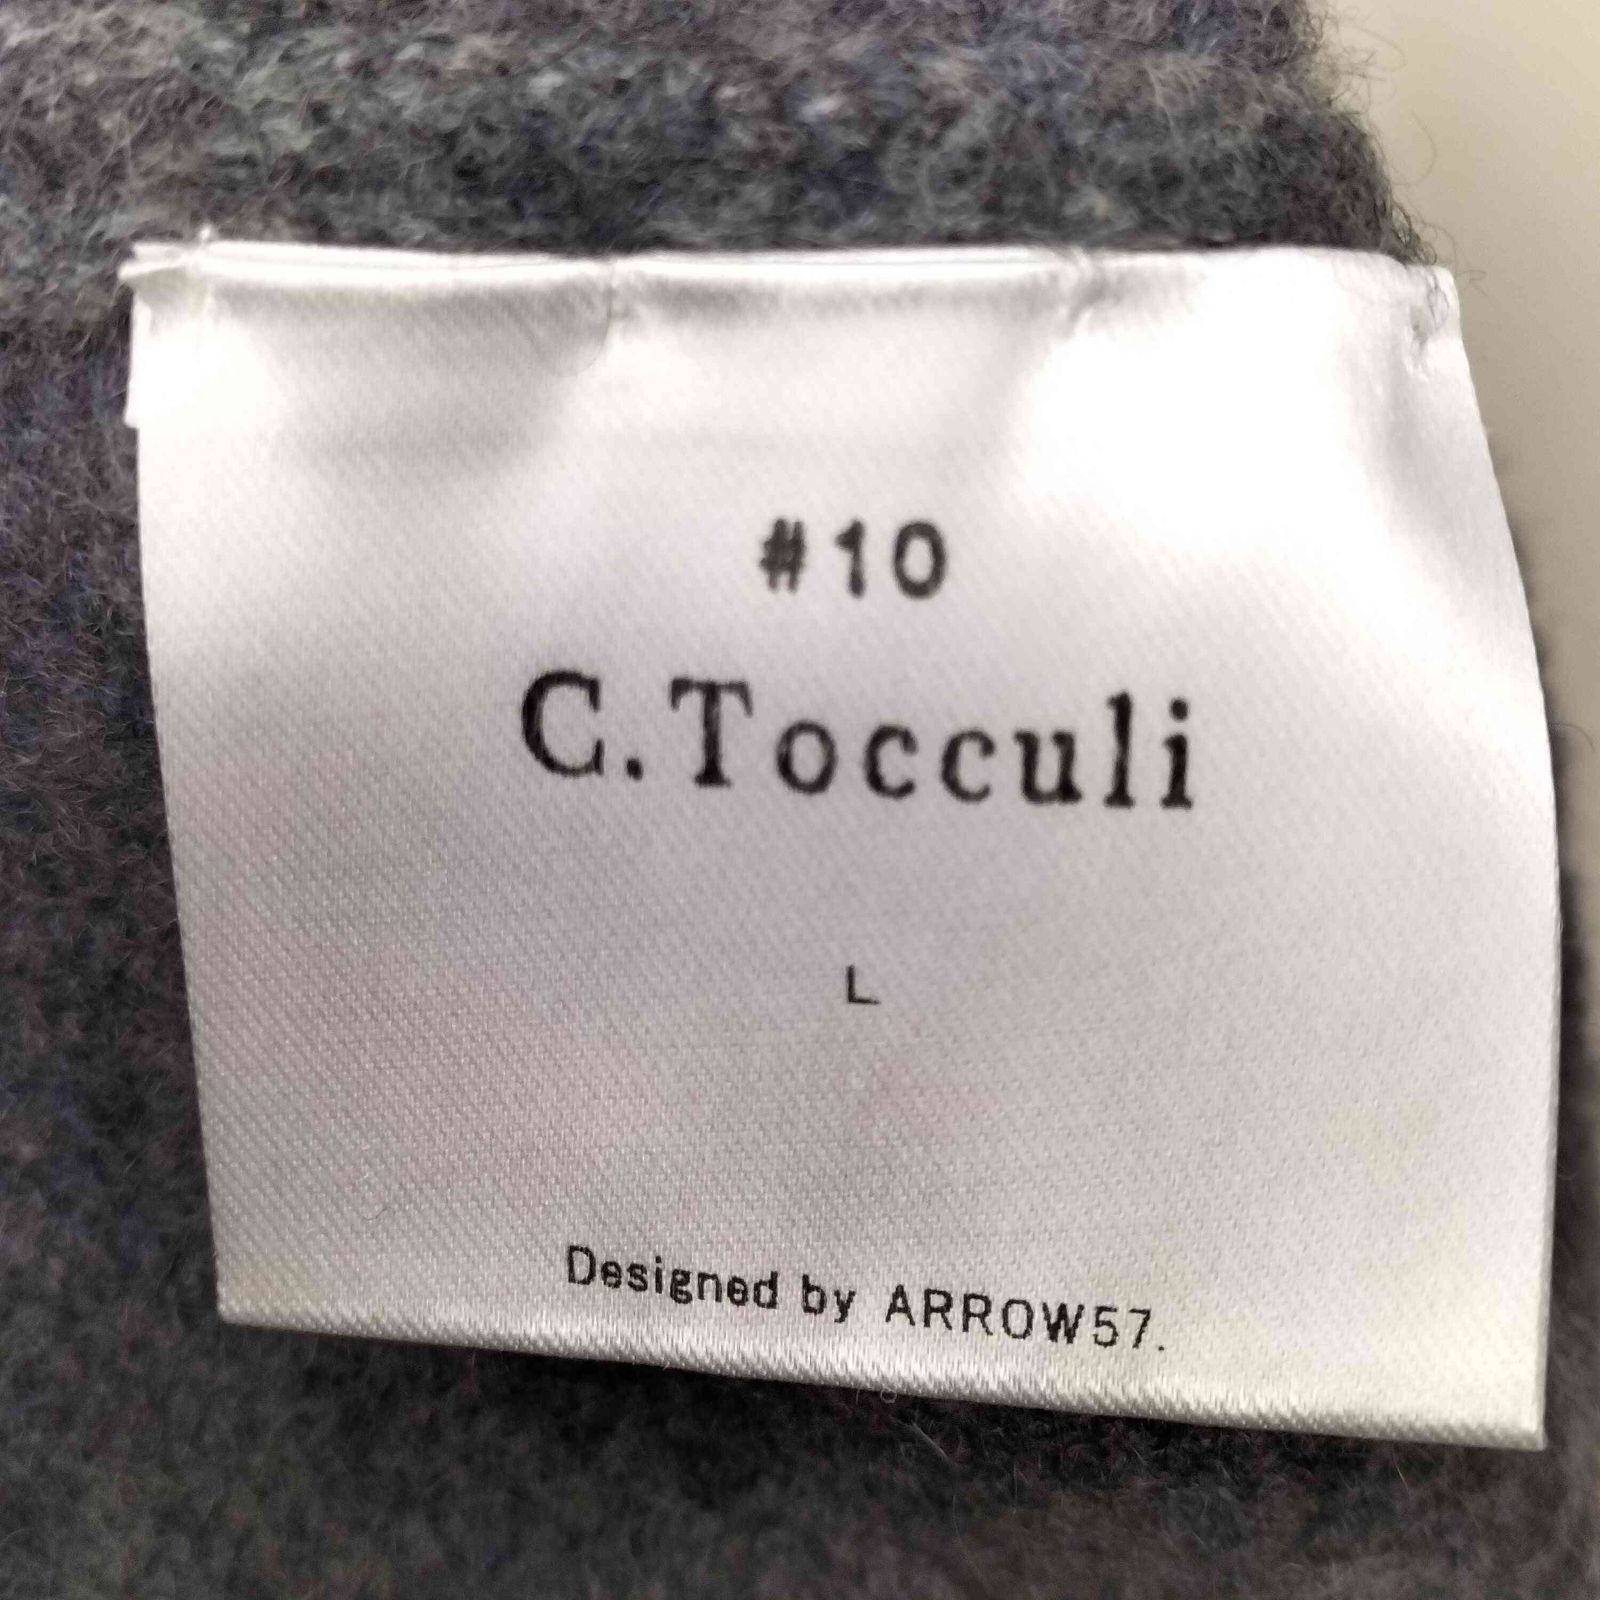 #10
C.Tocculi
L
Designed by ARROW57.